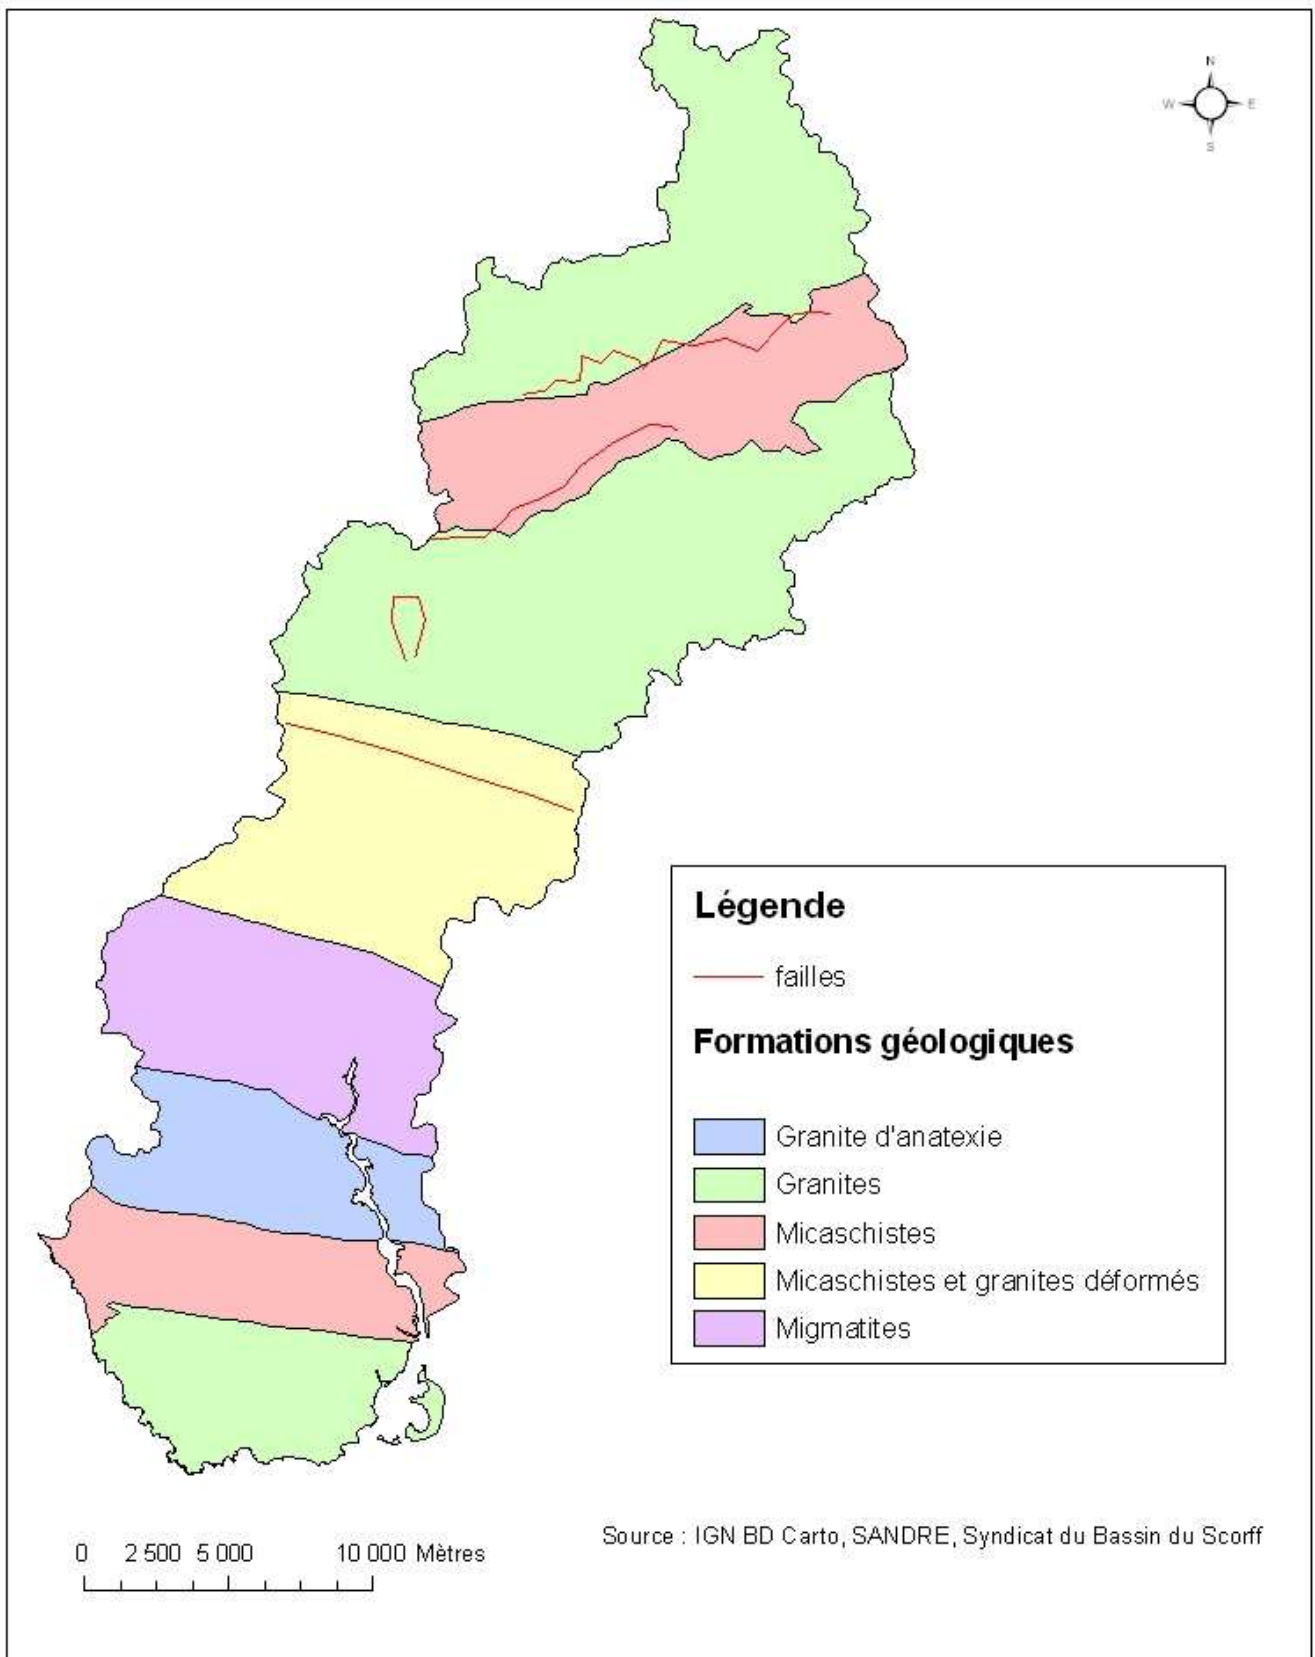 N
W E
S
Légende
failles
Formations géologiques
Granite d'anatexie
Granites
Micaschistes
Micaschistes et granites déformés
Migmatites
Source : IGN BD Carto, SANDRE, Syndicat du Bassin du Scorff
0 2 500 5 000 10 000 Mètres